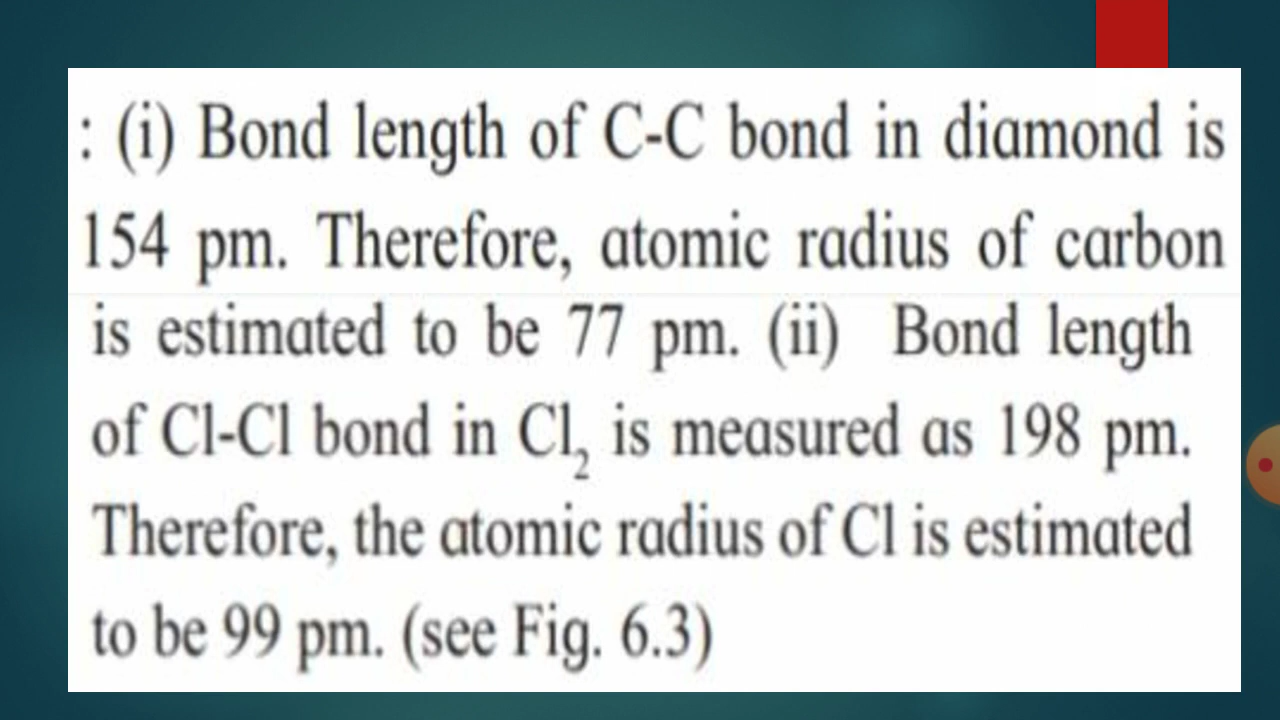 : (i) Bond length of C-C bond in diamond is
154 pm. Therefore, atomic radius of carbon
is estimated to be 77 pm. (ii) Bond length
of Cl-Cl bond in Cl₂ is measured as 198 pm.
Therefore, the atomic radius of Cl is estimated
to be 99 pm. (see Fig. 6.3)